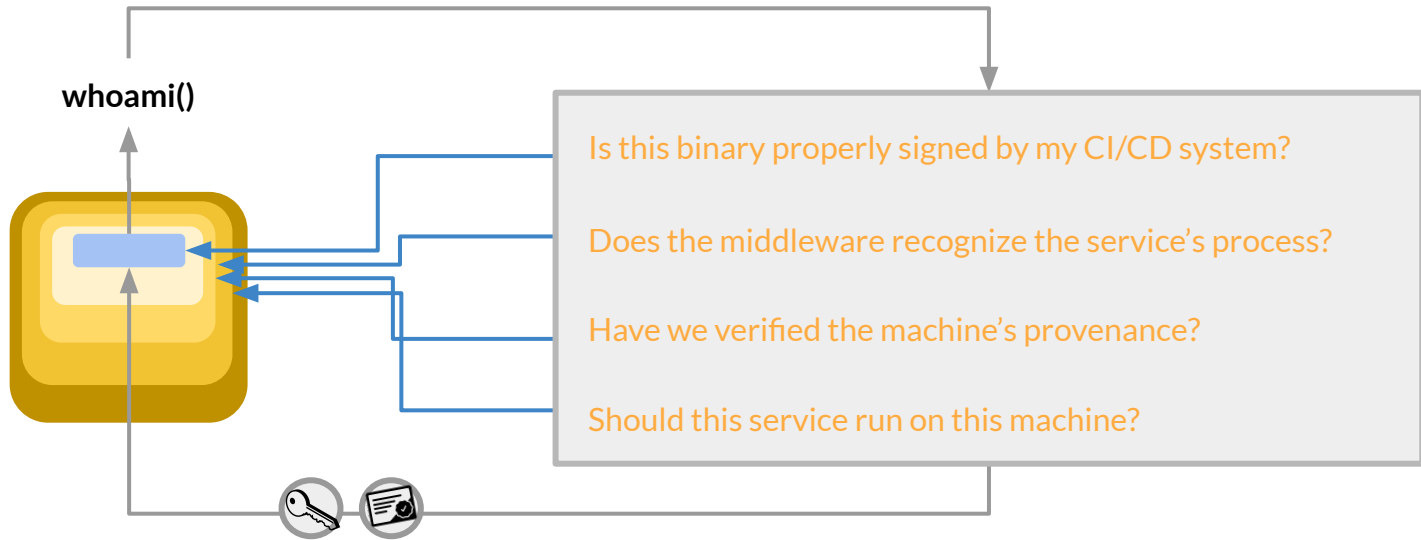 whoami()
Is this binary properly signed by my CI/CD system?
Does the middleware recognize the service’s process?
Have we verified the machine’s provenance?
Should this service run on this machine?